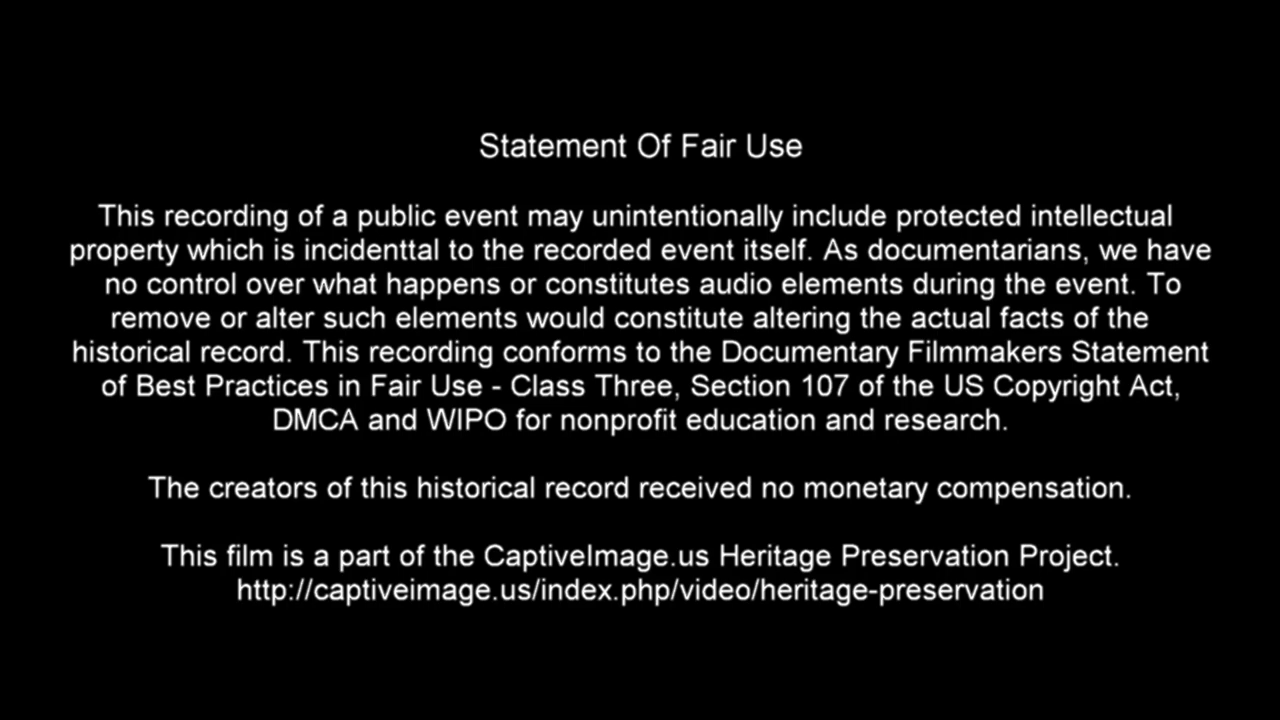 Statement Of Fair Use
This recording of a public event may unintentionally include protected intellectual
property which is incidenttal to the recorded event itself. As documentarians, we have
no control over what happens or constitutes audio elements during the event. To
remove or alter such elements would constitute altering the actual facts of the
historical record. This recording conforms to the Documentary Filmmakers Statement
of Best Practices in Fair Use - Class Three, Section 107 of the US Copyright Act,
DMCA and WIPO for nonprofit education and research.
The creators of this historical record received no monetary compensation.
This film is a part of the CaptiveImage.us Heritage Preservation Project.
http://captiveimage.us/index.php/video/heritage-preservation